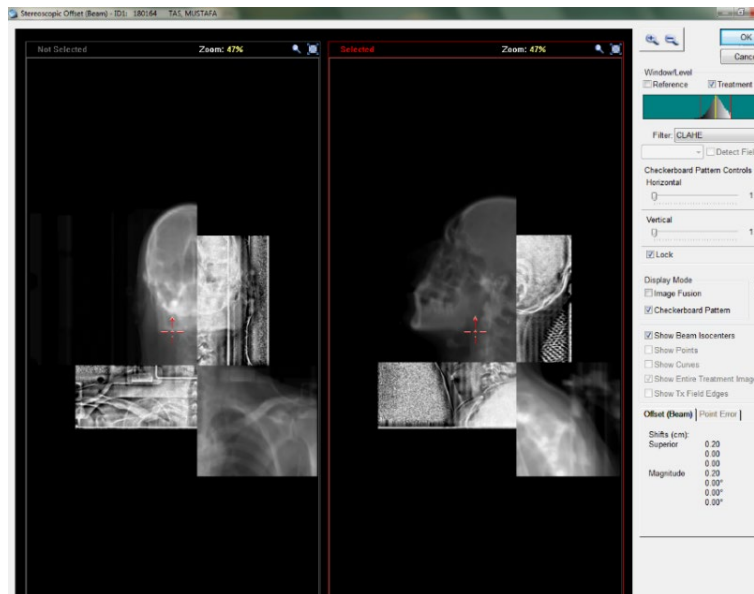 Stereoscopic Offset (Beam) - ID1: 180164 TAS, MUSTAFA
Not Selected Zoom: 47%
Selected Zoom: 47%
OK
Cance
Window/Level
Reference Treatment
Filter: CLAHE
Detect Fiel
Checkerboard Pattern Controls
Horizontal
1
Vertical
1
Lock
Display Mode
Image Fusion
Checkerboard Pattern
Show Beam Isocenters
Show Points
Show Curves
Show Entire Treatment Imag
Show Tx Field Edges
Offset (Beam) Point Error
Shifts (cm):
Superior 0.20
0.00
0.00
Magnitude 0.20
0.00°
0.00°
0.00°